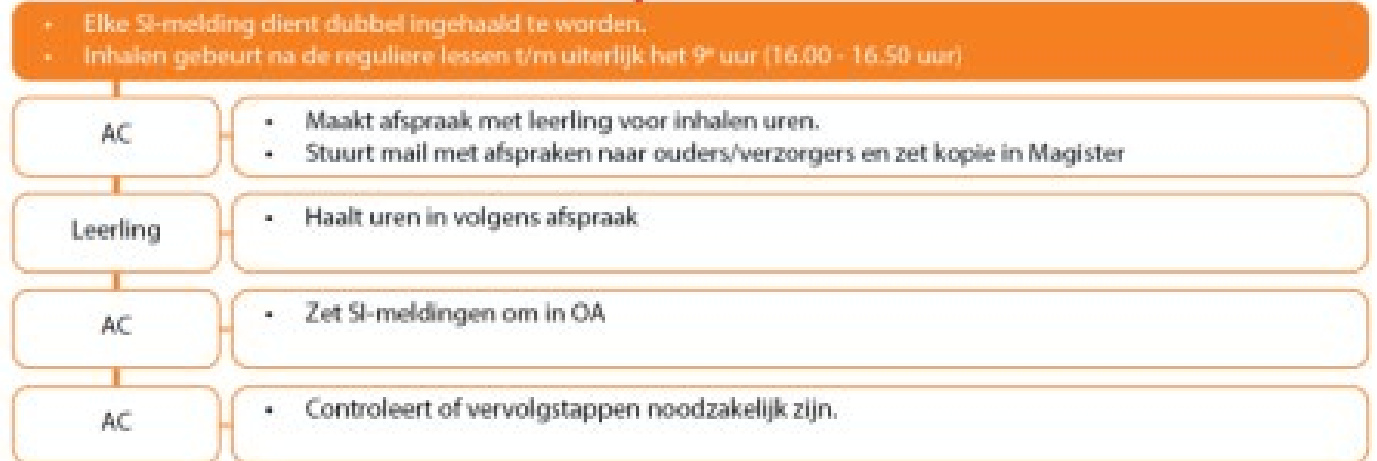 • Elke SI-melding dient dubbel ingehaald te worden.
• Inhalen gebeurt na de reguliere lessen t/m uiterlijk het 9e uur (16.00 - 16.50 uur)
AC
• Maakt afspraak met leerling voor inhalen uren.
• Stuurt mail met afspraken naar ouders/verzorgers en zet kopie in Magister
Leerling
• Haalt uren in volgens afspraak
AC
• Zet SI-meldingen om in OA
AC
• Controleert of vervolgstappen noodzakelijk zijn.